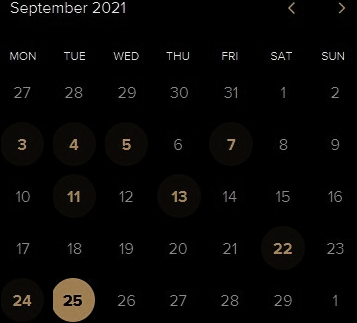 September 2021
MON TUE WED THU FRI SAT SUN
27 28 29 30 31 1 2
3 4 5 6 7 8 9
10 11 12 13 14 15 16
17 18 19 20 21 22 23
24 25 26 27 28 29 1